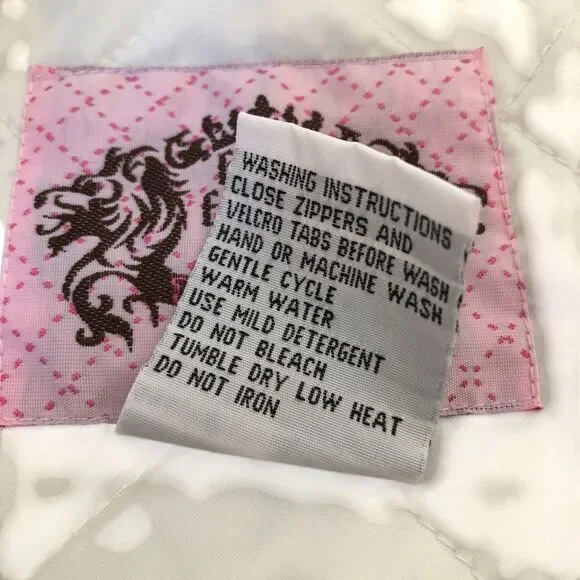 WASHING INSTRUCTIONS
CLOSE ZIPPERS AND
VELCRO TABS BEFORE WASH
HAND OR MACHINE WASH
GENTLE CYCLE
WARM WATER
USE MILD DETERGENT
DO NOT BLEACH
TUMBLE DRY LOW HEAT
DO NOT IRON